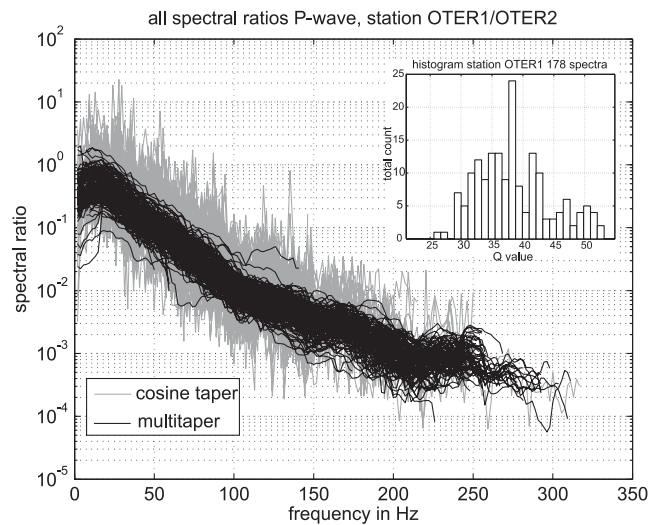 all spectral ratios P-wave, station OTER1/OTER2
10^2
10^1
10^0
10^-1
10^-2
10^-3
10^-4
10^-5
spectral ratio
0 50 100 150 200 250 300 350
frequency in Hz
cosine taper
multitaper
histogram station OTER1 178 spectra
25
20
15
10
5
0
total count
25 30 35 40 45 50
Q value